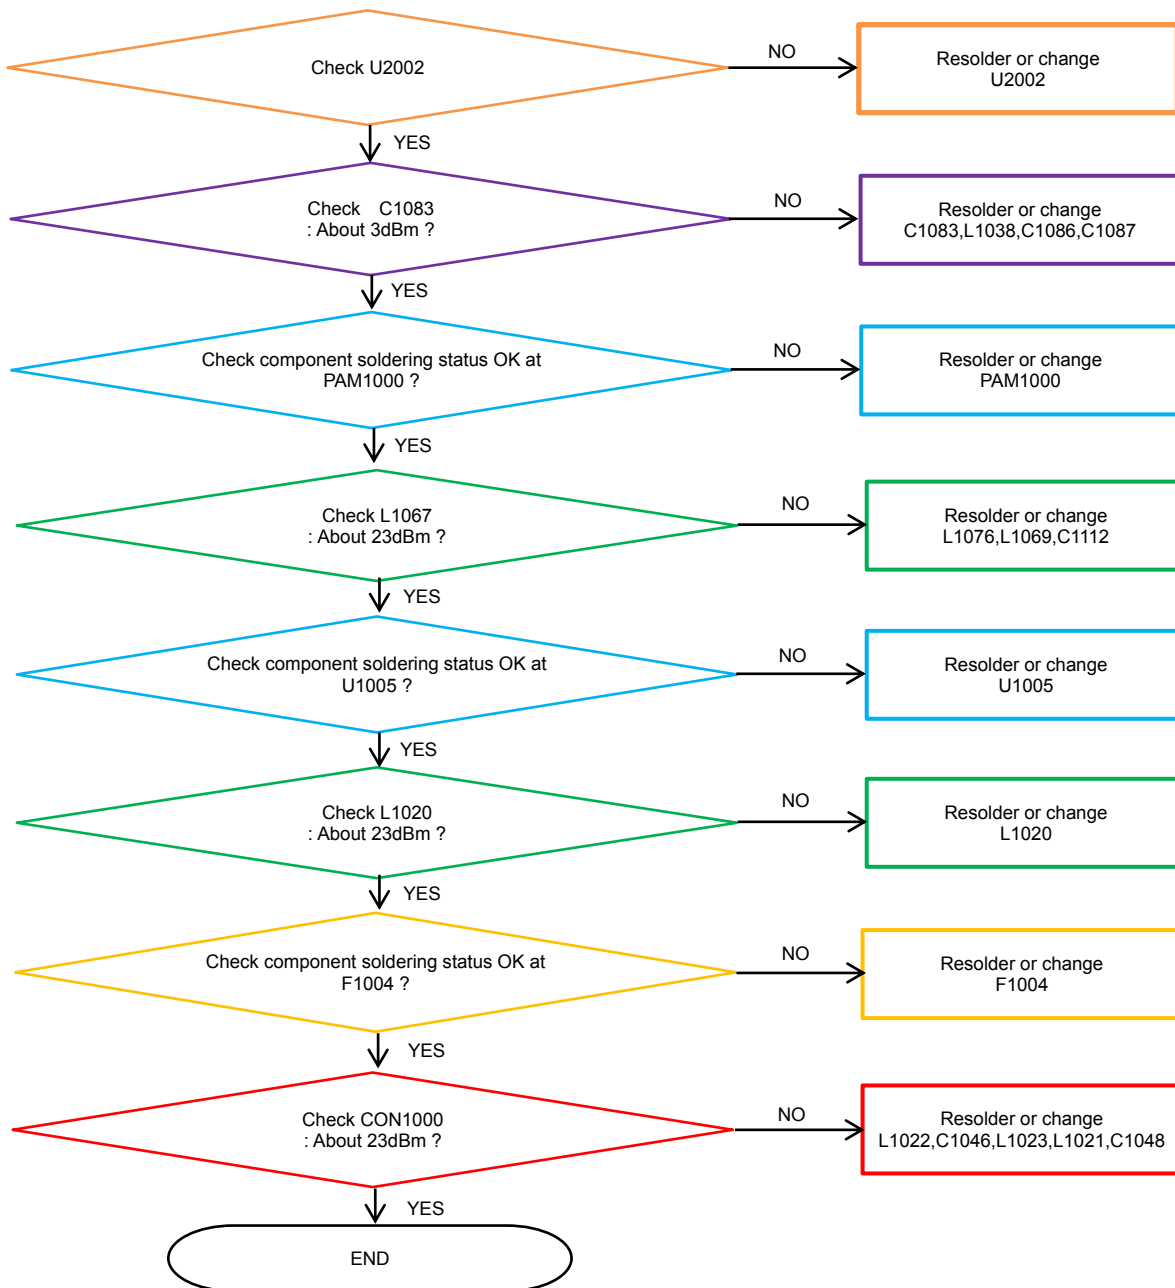 Check U2002
NO
Resolder or change
U2002
YES
Check C1083
: About 3dBm ?
NO
Resolder or change
C1083,L1038,C1086,C1087
YES
Check component soldering status OK at
PAM1000 ?
NO
Resolder or change
PAM1000
YES
Check L1067
: About 23dBm ?
NO
Resolder or change
L1076,L1069,C1112
YES
Check component soldering status OK at
U1005 ?
NO
Resolder or change
U1005
YES
Check L1020
: About 23dBm ?
NO
Resolder or change
L1020
YES
Check component soldering status OK at
F1004 ?
NO
Resolder or change
F1004
YES
Check CON1000
: About 23dBm ?
NO
Resolder or change
L1022,C1046,L1023,L1021,C1048
YES
END